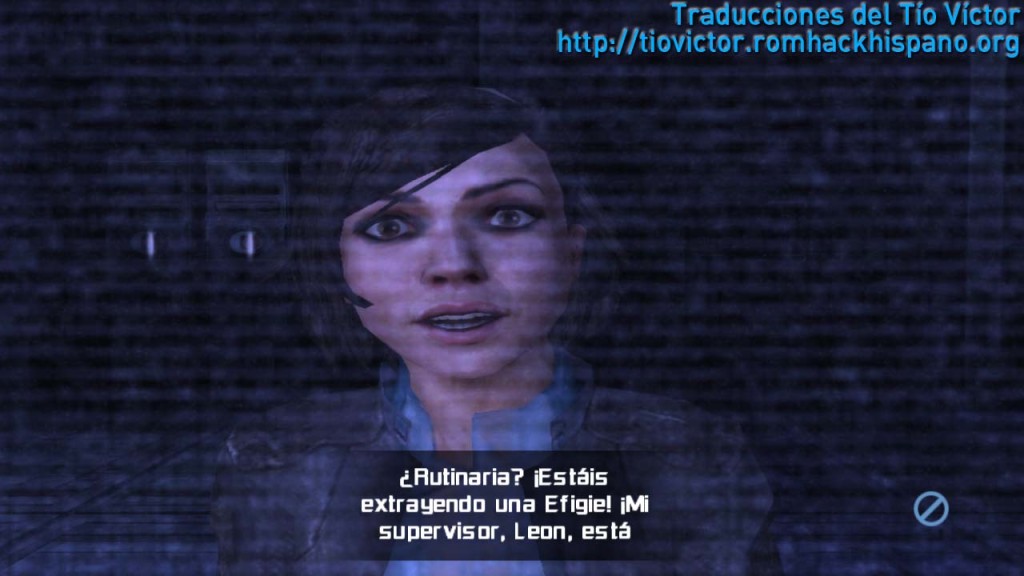 Traducciones del Tío Víctor
http://tiovictor.romhackhispano.org
¿Rutinaria? ¡Estáis
extrayendo una Efigie! ¡Mi
supervisor, Leon, está